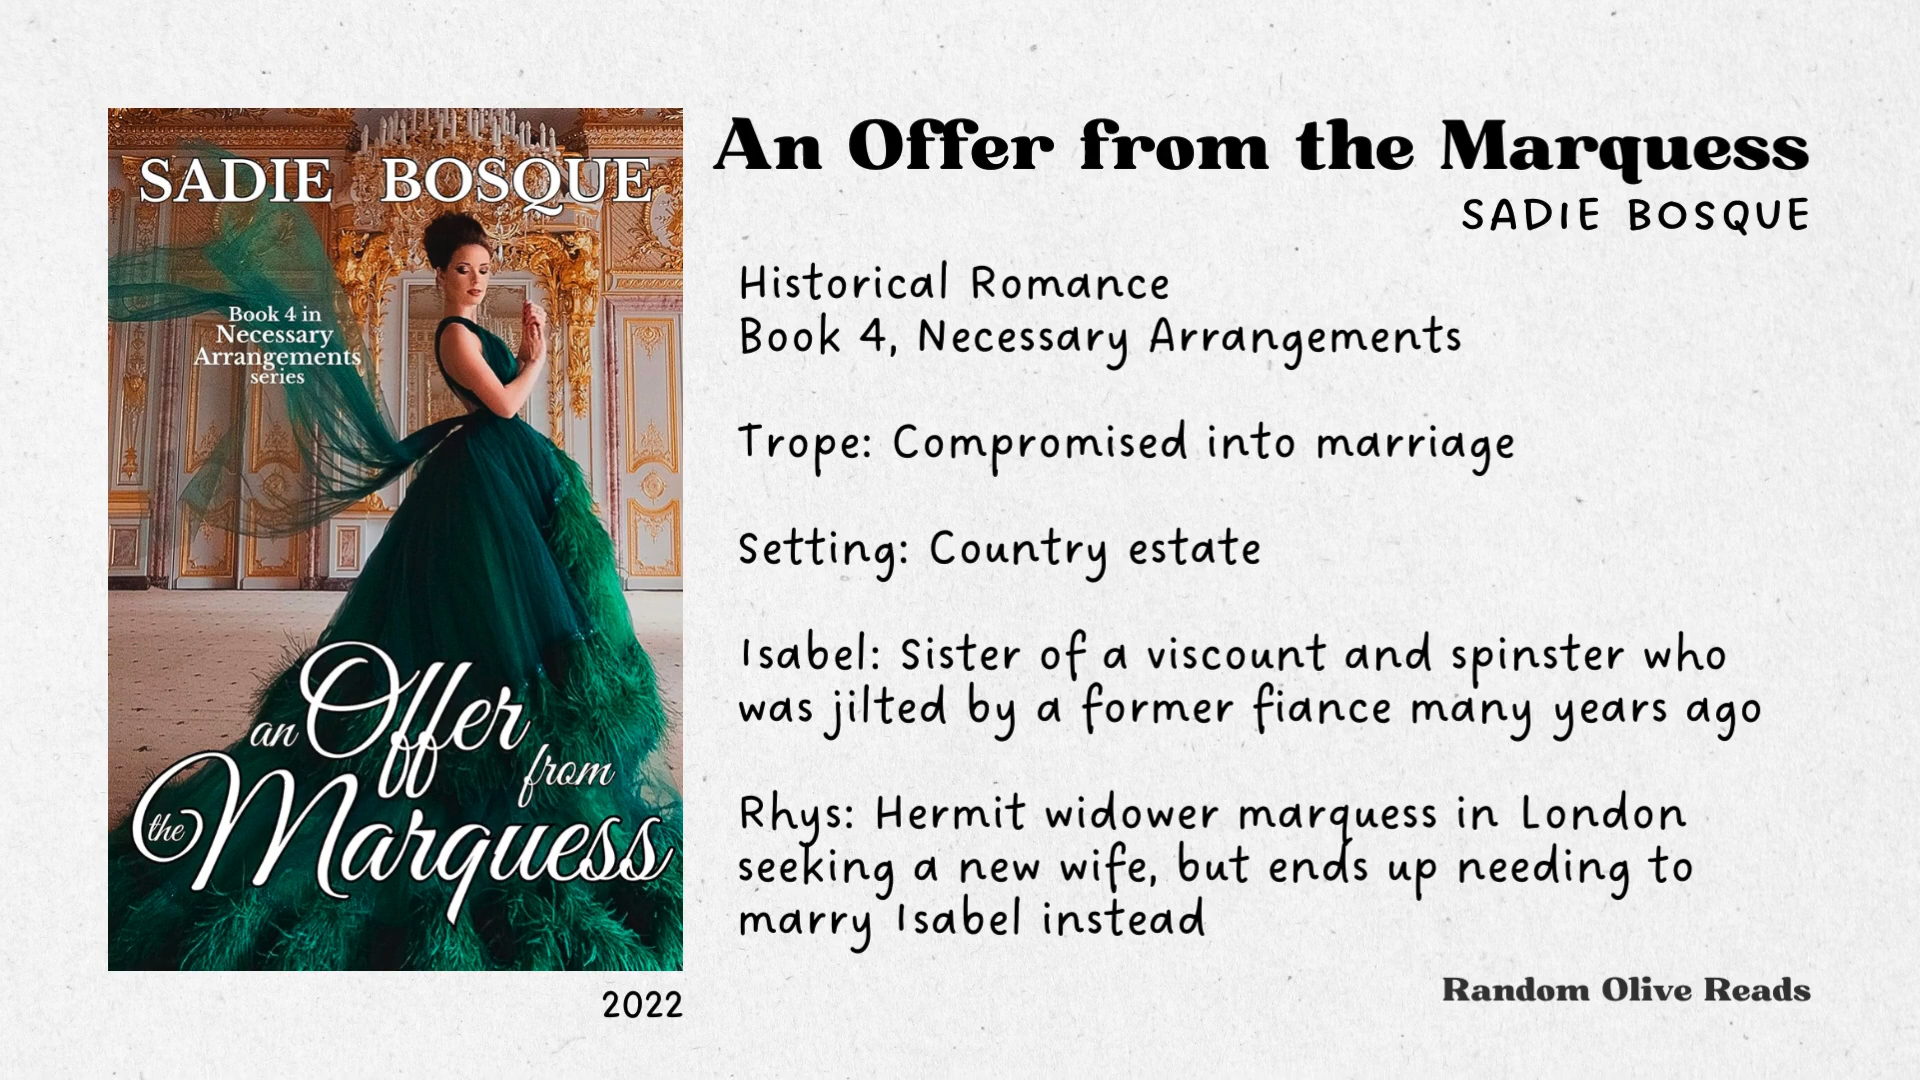 SADIE BOSQUE
Book 4 in
Necessary
Arrangements
series
an Offer
from
the Marquess
2022
An Offer from the Marquess
SADIE BOSQUE
Historical Romance
Book 4, Necessary Arrangements
Trope: Compromised into marriage
Setting: Country estate
Isabel: Sister of a viscount and spinster who
was jilted by a former fiance many years ago
Rhys: Hermit widower marquess in London
seeking a new wife, but ends up needing to
marry Isabel instead
Random Olive Reads